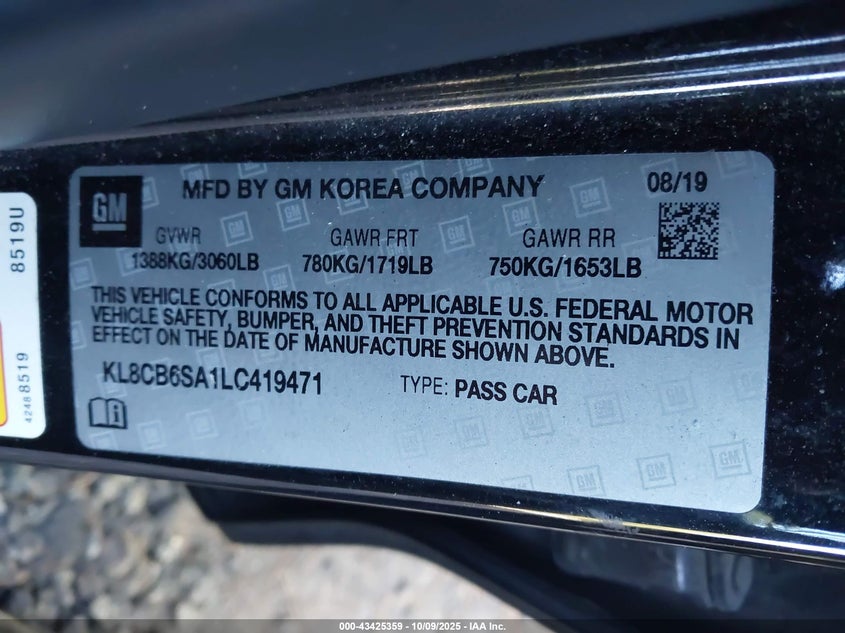 GM MFD BY GM KOREA COMPANY 08/19
GVWR GAWR FRT GAWR RR
1388KG/3060LB 780KG/1719LB 750KG/1653LB
THIS VEHICLE CONFORMS TO ALL APPLICABLE U.S. FEDERAL MOTOR
VEHICLE SAFETY, BUMPER, AND THEFT PREVENTION STANDARDS IN
EFFECT ON THE DATE OF MANUFACTURE SHOWN ABOVE.
KL8CB6SA1LC419471 TYPE: PASS CAR
8519U
4248 8519
000-43425359 | 10/09/2025 | IAA Inc.